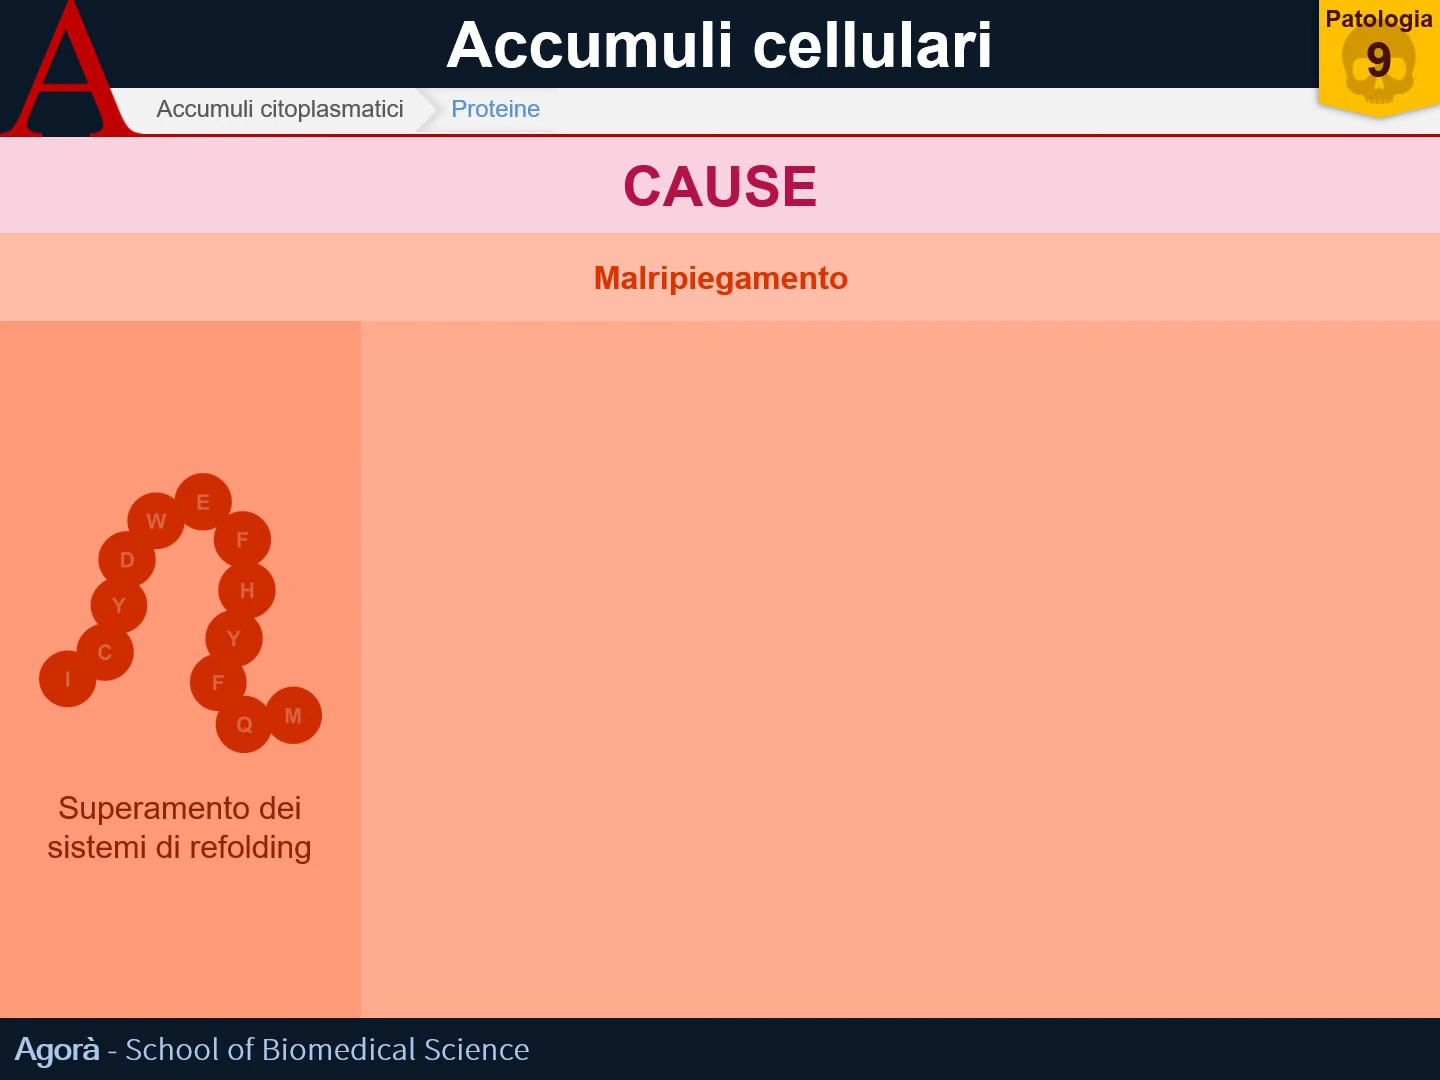 A
Accumuli cellulari
Patologia
9
Accumuli citoplasmatici
Proteine
CAUSE
Malripiegamento
E
W
F
D
H
Y
Y
C
I
F
M
Q
Superamento dei
sistemi di refolding
Agorà - School of Biomedical Science